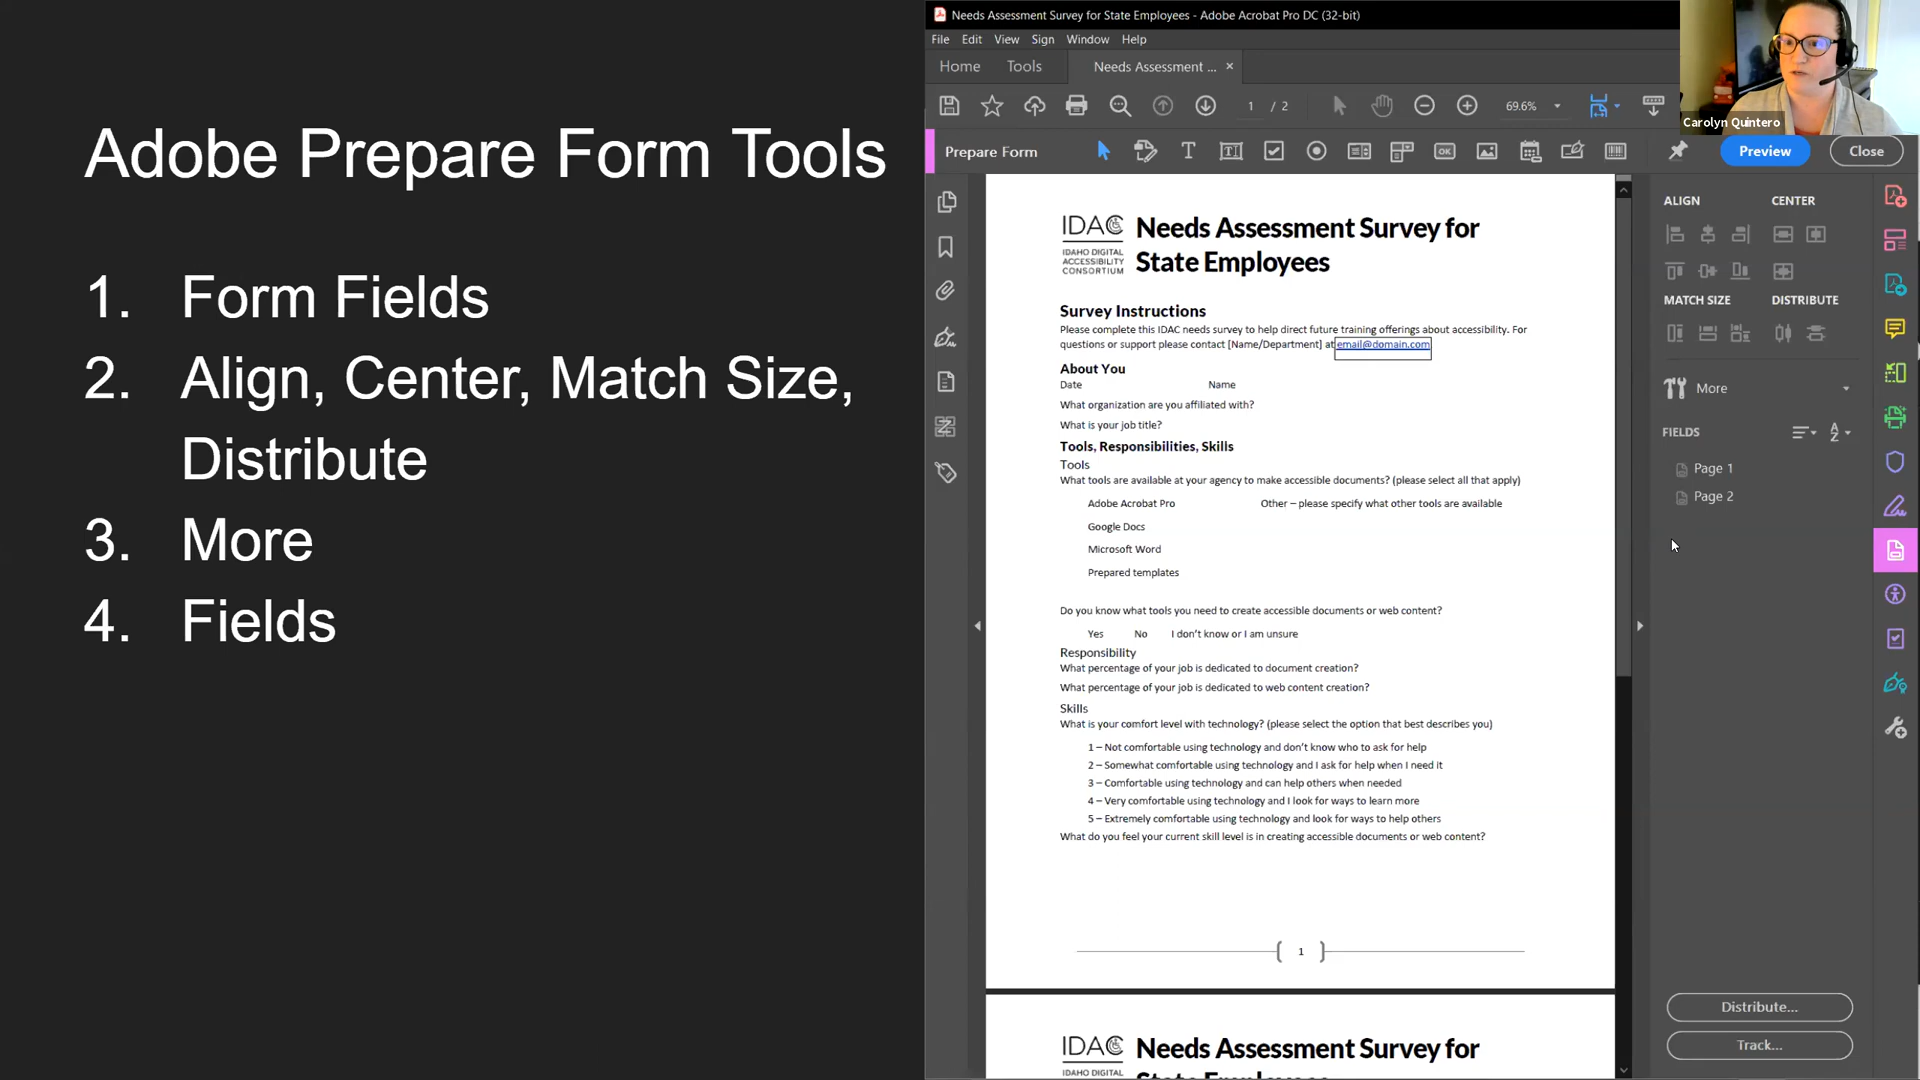 Adobe Prepare Form Tools
1. Form Fields
2. Align, Center, Match Size,
Distribute
3. More
4. Fields
Needs Assessment Survey for State Employees - Adobe Acrobat Pro DC (32-bit)
File Edit View Sign Window Help
Home Tools Needs Assessment ... ×
1 / 2 69.6%
Carolyn Quintero
Prepare Form
OK
Preview Close
IDAC
IDAHO DIGITAL
ACCESSIBILITY
CONSORTIUM
Needs Assessment Survey for
State Employees
Survey Instructions
Please complete this IDAC needs survey to help direct future training offerings about accessibility. For
questions or support please contact [Name/Department] at email@domain.com
About You
Date Name
What organization are you affiliated with?
What is your job title?
Tools, Responsibilities, Skills
Tools
What tools are available at your agency to make accessible documents? (please select all that apply)
Adobe Acrobat Pro Other – please specify what other tools are available
Google Docs
Microsoft Word
Prepared templates
Do you know what tools you need to create accessible documents or web content?
Yes No I don't know or I am unsure
Responsibility
What percentage of your job is dedicated to document creation?
What percentage of your job is dedicated to web content creation?
Skills
What is your comfort level with technology? (please select the option that best describes you)
1 – Not comfortable using technology and don't know who to ask for help
2 – Somewhat comfortable using technology and I ask for help when I need it
3 – Comfortable using technology and can help others when needed
4 – Very comfortable using technology and I look for ways to learn more
5 – Extremely comfortable using technology and look for ways to help others
What do you feel your current skill level is in creating accessible documents or web content?
1
IDAC
IDAHO DIGITAL
Needs Assessment Survey for
State Employees
ALIGN CENTER
MATCH SIZE DISTRIBUTE
More
FIELDS
Page 1
Page 2
Distribute...
Track...